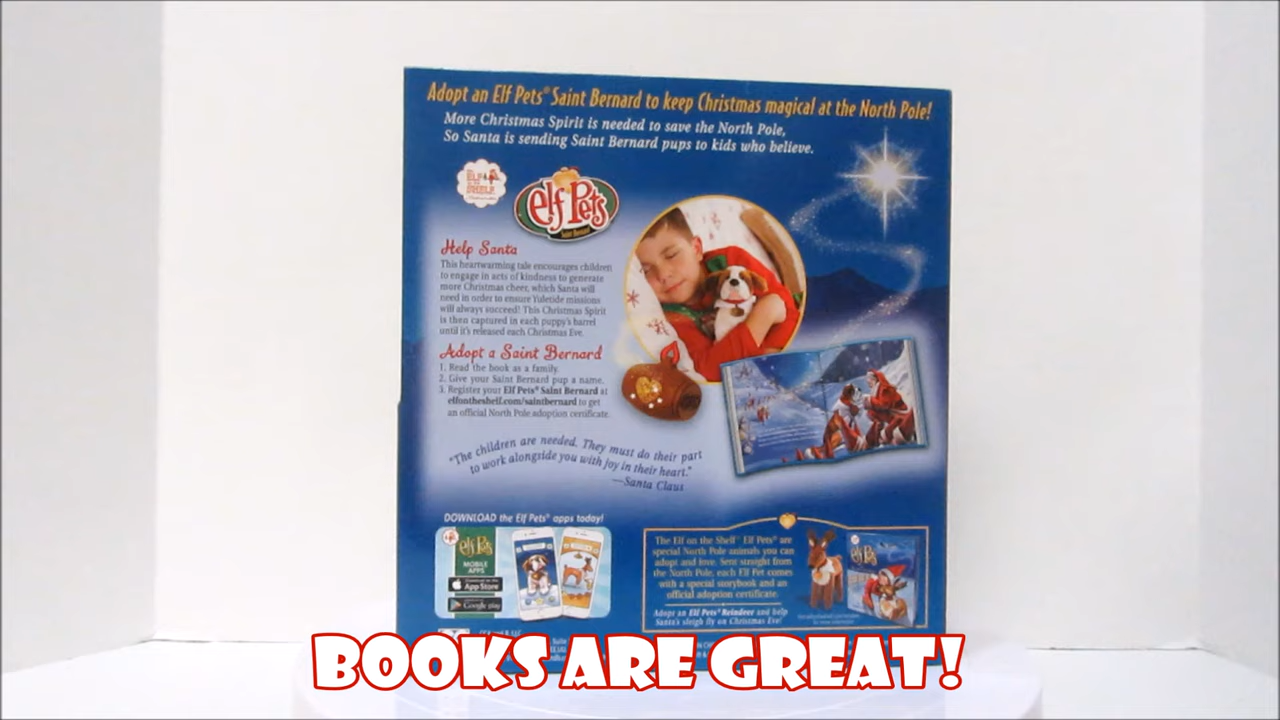 Adopt an Elf Pets® Saint Bernard to keep Christmas magical at the North Pole!
More Christmas Spirit is needed to save the North Pole,
So Santa is sending Saint Bernard pups to kids who believe.
ELF
SHELF
Elf Pets
Saint Bernard
Help Santa
This heartwarming tale encourages children
to engage in acts of kindness to generate
more Christmas cheer, which Santa will
need in order to ensure Yuletide missions
will always succeed! This Christmas Spirit
is then captured in each puppy's barrel
until it's released each Christmas Eve.
Adopt a Saint Bernard
1. Read the book as a family.
2. Give your Saint Bernard pup a name.
3. Register your Elf Pets® Saint Bernard at
elfontheshelf.com/saintbernard to get
an official North Pole adoption certificate.
"The children are needed. They must do their part
to work alongside you with joy in their heart."
—Santa Claus
DOWNLOAD the Elf Pets® apps today!
elf Pets
MOBILE
APPS
App Store
Google play
The Elf on the Shelf® Elf Pets® are
special North Pole animals you can
adopt and love. Sent straight from
the North Pole, each Elf Pet comes
with a special storybook and an
official adoption certificate.
Adopt an Elf Pets® Reindeer and help
Santa's sleigh fly on Christmas Eve!
elf Pets
BOOKS ARE GREAT!